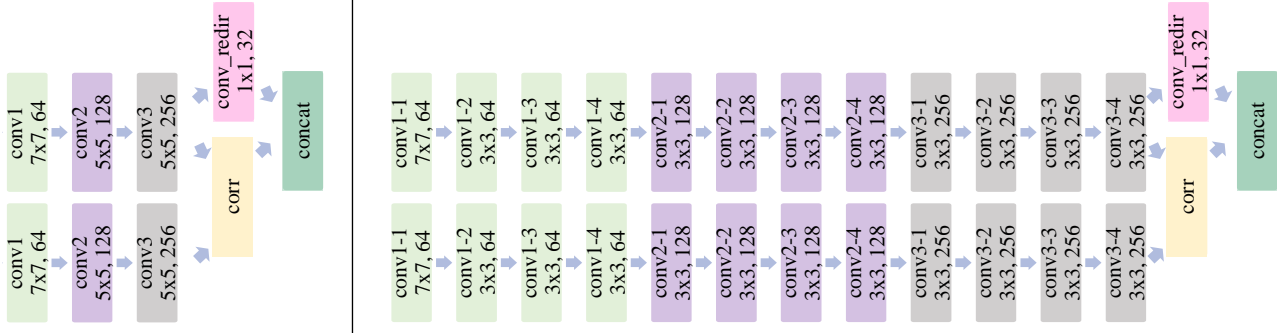 conv1
7x7, 64
conv2
5x5, 128
conv3
5x5, 256
conv_redir
1x1, 32
conv1
7x7, 64
conv2
5x5, 128
conv3
5x5, 256
corr
concat
conv1-1
7x7, 64
conv1-2
3x3, 64
conv1-3
3x3, 64
conv1-4
3x3, 64
conv2-1
3x3, 128
conv2-2
3x3, 128
conv2-3
3x3, 128
conv2-4
3x3, 128
conv3-1
3x3, 256
conv3-2
3x3, 256
conv3-3
3x3, 256
conv3-4
3x3, 256
conv_redir
1x1, 32
conv1-1
7x7, 64
conv1-2
3x3, 64
conv1-3
3x3, 64
conv1-4
3x3, 64
conv2-1
3x3, 128
conv2-2
3x3, 128
conv2-3
3x3, 128
conv2-4
3x3, 128
conv3-1
3x3, 256
conv3-2
3x3, 256
conv3-3
3x3, 256
conv3-4
3x3, 256
corr
concat